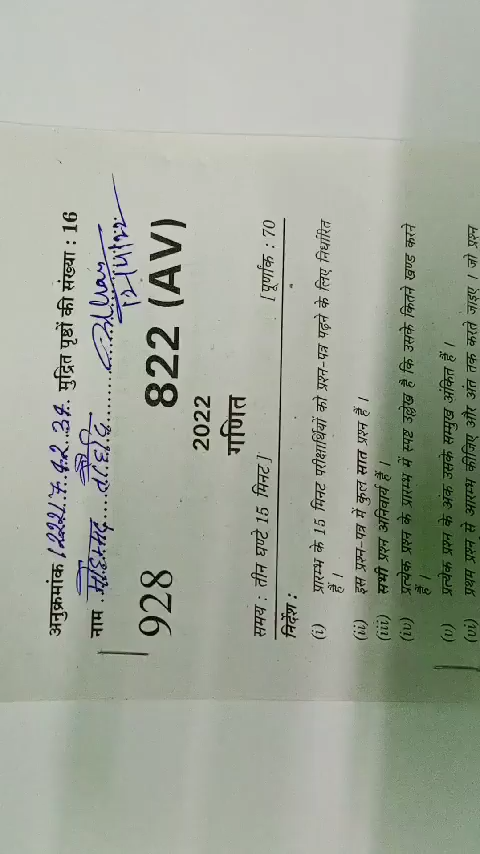 अनुक्रमांक मुद्रित पृष्ठों की संख्या : 16
नाम मोहम्मद
928 822 (AV)
2022
गणित
समय : तीन घण्टे 15 मिनट ] [ पूर्णांक : 70
निर्देश :
(i) प्रारम्भ के 15 मिनट परीक्षार्थियों को प्रश्न-पत्र पढ़ने के लिए निर्धारित
हैं ।
(ii) इस प्रश्न-पत्र में कुल सात प्रश्न हैं ।
(iii) सभी प्रश्न अनिवार्य हैं ।
(iv) प्रत्येक प्रश्न के प्रारम्भ में स्पष्ट उल्लेख है कि उसके कितने खण्ड करने
हैं ।
(v) प्रत्येक प्रश्न के अंक उसके सम्मुख अंकित हैं ।
(vi) प्रथम प्रश्न से आरम्भ कीजिए और अंत तक करते जाइए । जो प्रश्न